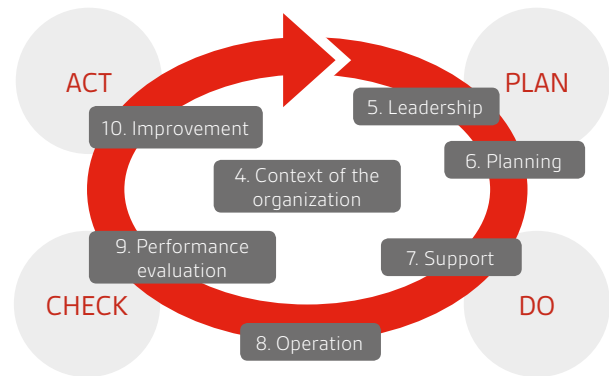 ACT
PLAN
5. Leadership
10. Improvement
6. Planning
4. Context of the
organization
9. Performance
evaluation
7. Support
CHECK
DO
8. Operation